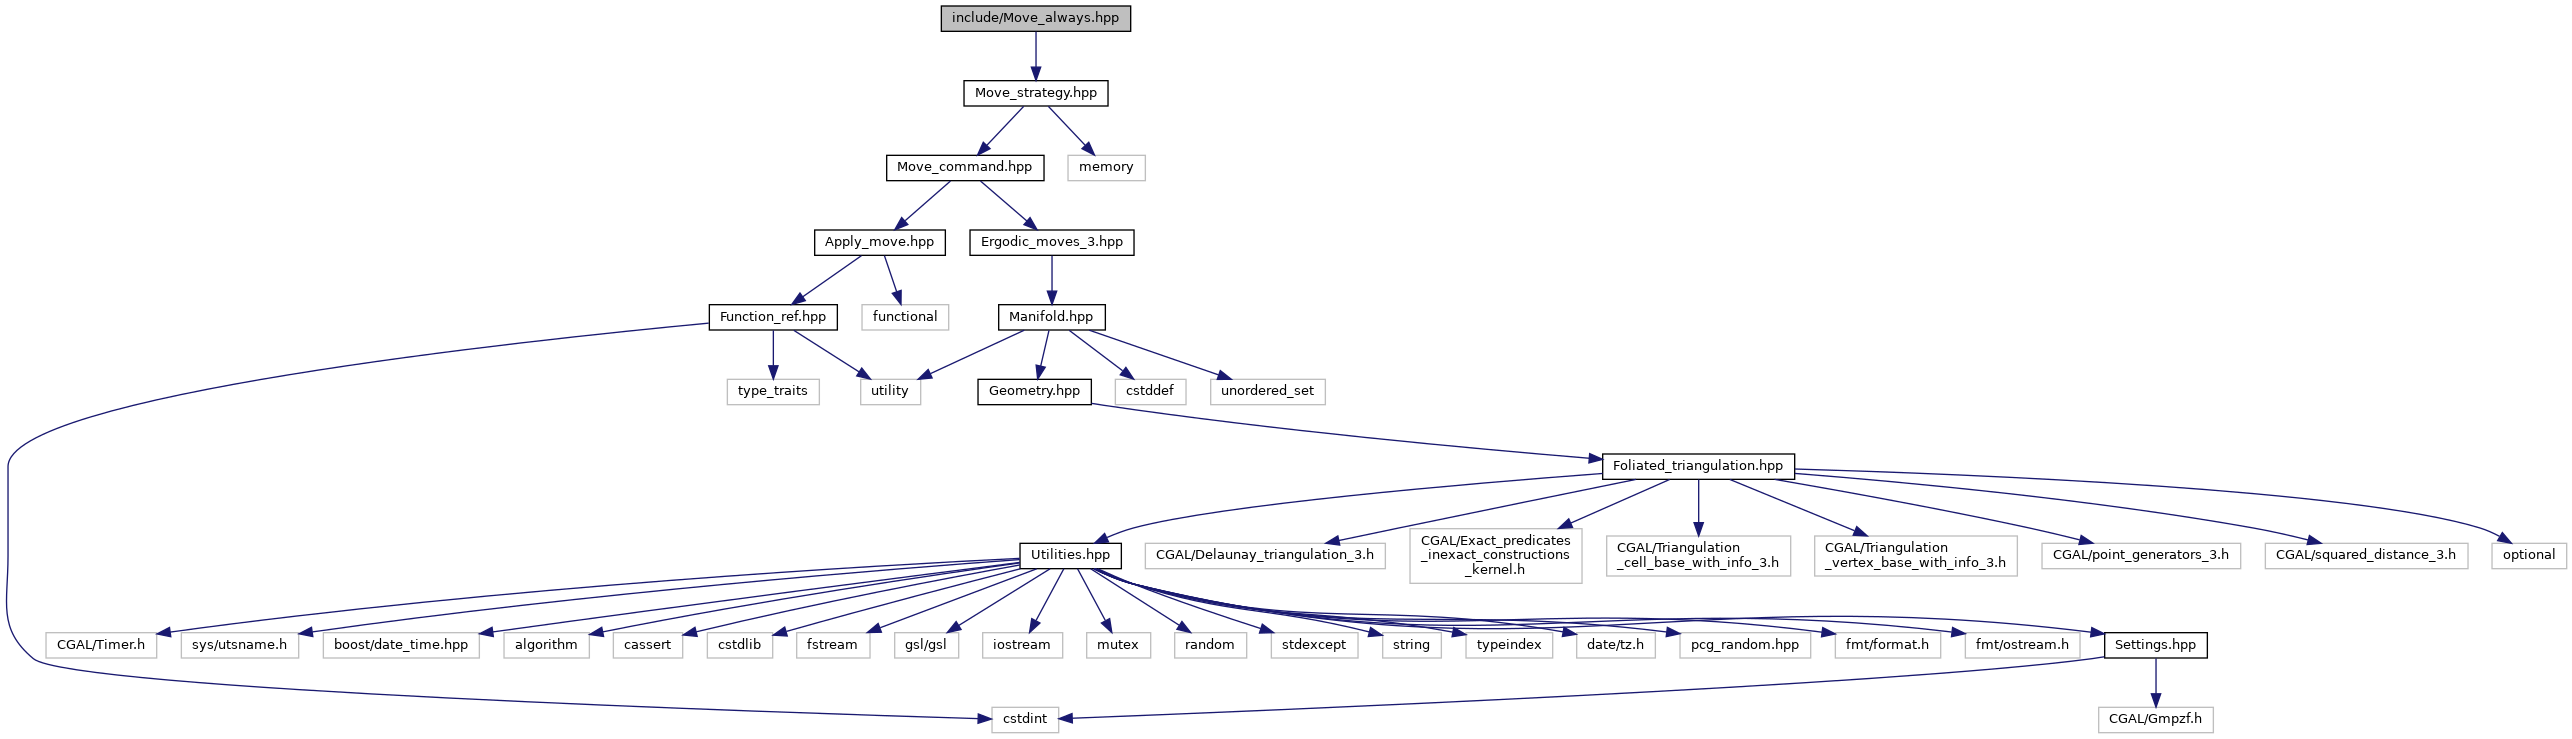 include/Move_always.hpp
Move_strategy.hpp
Move_command.hpp
memory
Apply_move.hpp
Ergodic_moves_3.hpp
Function_ref.hpp
functional
Manifold.hpp
type_traits
utility
Geometry.hpp
cstddef
unordered_set
Foliated_triangulation.hpp
Utilities.hpp
CGAL/Delaunay_triangulation_3.h
CGAL/Exact_predicates
_inexact_constructions
_kernel.h
CGAL/Triangulation
_cell_base_with_info_3.h
CGAL/Triangulation
_vertex_base_with_info_3.h
CGAL/point_generators_3.h
CGAL/squared_distance_3.h
optional
CGAL/Timer.h
sys/utsname.h
boost/date_time.hpp
algorithm
cassert
cstdlib
fstream
gsl/gsl
iostream
mutex
random
stdexcept
string
typeindex
date/tz.h
pcg_random.hpp
fmt/format.h
fmt/ostream.h
Settings.hpp
cstdint
CGAL/Gmpzf.h